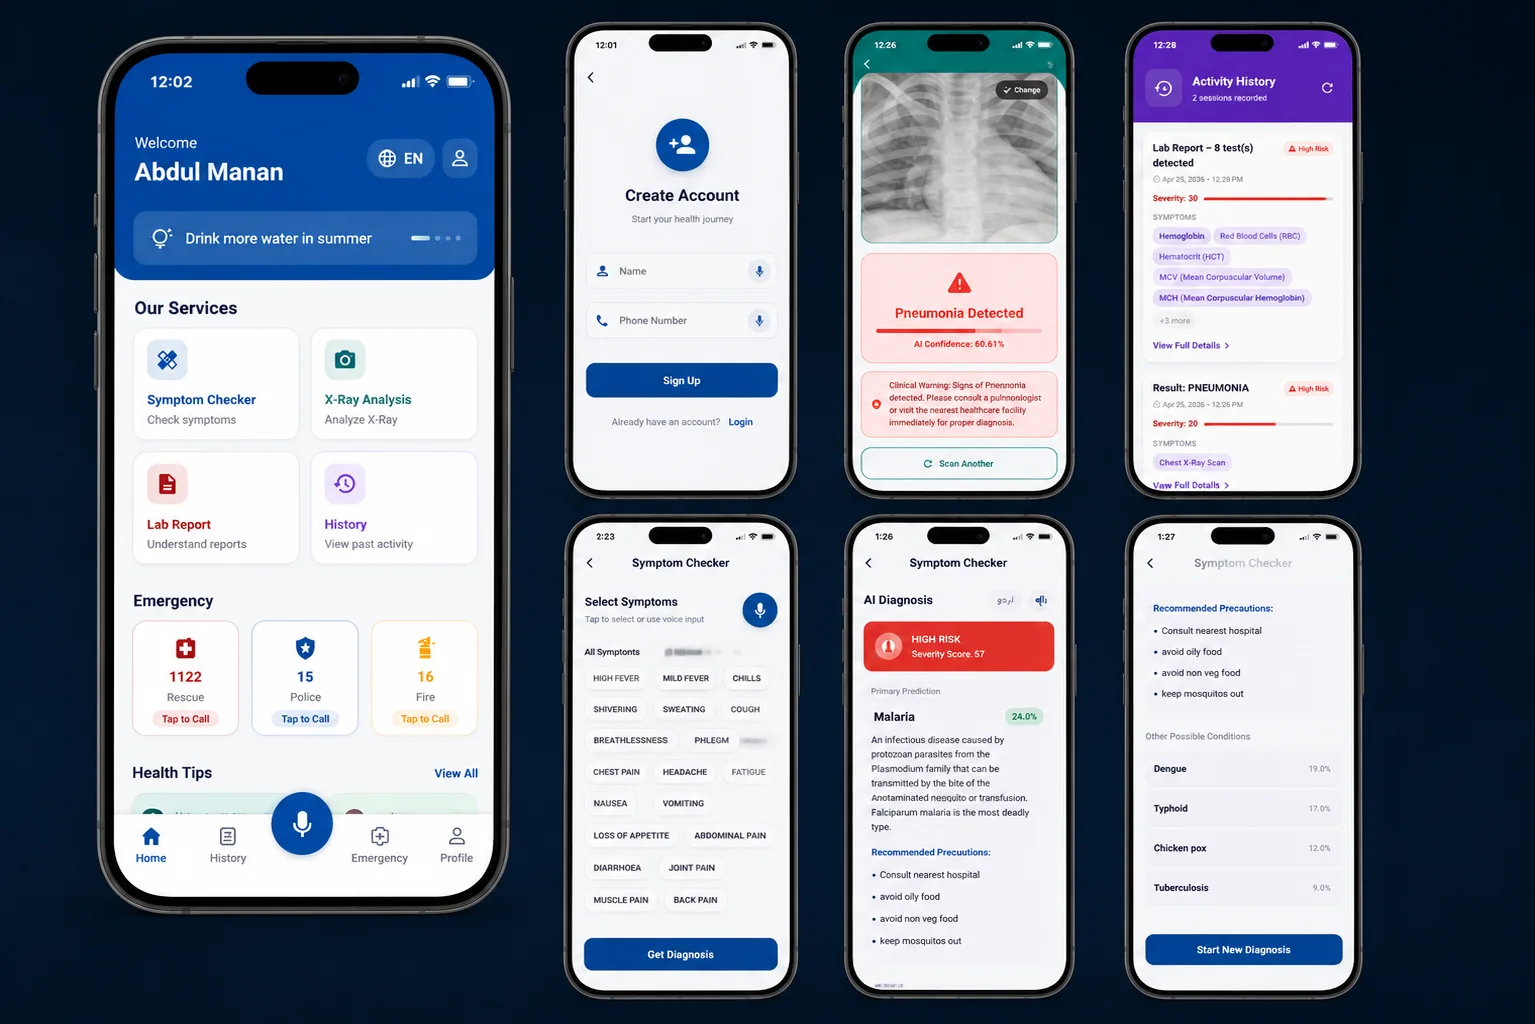 12:02
Welcome
Abdul Manan
EN
Drink more water in summer
Our Services
Symptom Checker
Check symptoms
X-Ray Analysis
Analyze X-Ray
Lab Report
Understand reports
History
View past activity
Emergency
1122
Rescue
Tap to Call
15
Police
Tap to Call
16
Fire
Tap to Call
Health Tips
View All
Home
History
Emergency
Profile
12:01
Create Account
Start your health journey
Name
Phone Number
Sign Up
Already have an account? Login
12:26
Change
Pneumonia Detected
AI Confidence: 60.61%
Clinical Warning: Signs of Pnenmonia
detected. Please consult a pulmonologist
or visit the nearest healthcare facility
immediately for proper diagnosis.
Scan Another
12:28
Activity History
2 sessions recorded
Lab Report – 8 test(s)
detected
High Risk
Apr 25, 2036 • 12:28 PM
Severity: 30
SYMPTOMS
Hemoglobin
Red Blood Cells (RBC)
Hematocrit (HCT)
MCV (Mean Corpuscular Volume)
MCH (Mean Corpuscular Hemoglobin)
+3 more
View Full Details >
Result: PNEUMONIA
High Risk
Apr 25, 2036 • 12:26 PM
Severity: 20
SYMPTOMS
Chest X-Ray Scan
Vaw Full Dotails >
2:23
Symptom Checker
Select Symptoms
Tap to select or use voice input
All Symptonts
HIGH FEVER
MILD FEVER
CHILLS
SHIVERING
SWEATING
COUGH
BREATHLESSNESS
PHLEGM
CHEST PAIN
HEADACHE
FATIGUE
NAUSEA
VOMITING
LOSS OF APPETITE
ABDOMINAL PAIN
DIARRHOEA
JOINT PAIN
MUSCLE PAIN
BACK PAIN
Get Diagnosis
1:26
Symptom Checker
AI Diagnosis
اردو
HIGH RISK
Severity Score. 57
Primary Prediction
Malaria
24.0%
An infectious disease caused by
protozoan parasites from the
Plasmodium family that can be
transmitted by the bite of the
Anotaminated neequito or transfusion.
Falciparum malaria is the most deadly
type.
Recommended Precuutions:
• Consult nearest hospital
• avoid oily food
• avoid non veg food
• keep mosquitos out
1:27
Symptom Checker
Recommended Precautions:
• Consult nearest hospital
• avoid oily food
• avoid non veg food
• keep mosquitos out
Other Possible Conditions
Dengue
19.0%
Typhoid
17.0%
Chicken pox
12.0%
Tuberculosis
9.0%
Start New Diagnosis